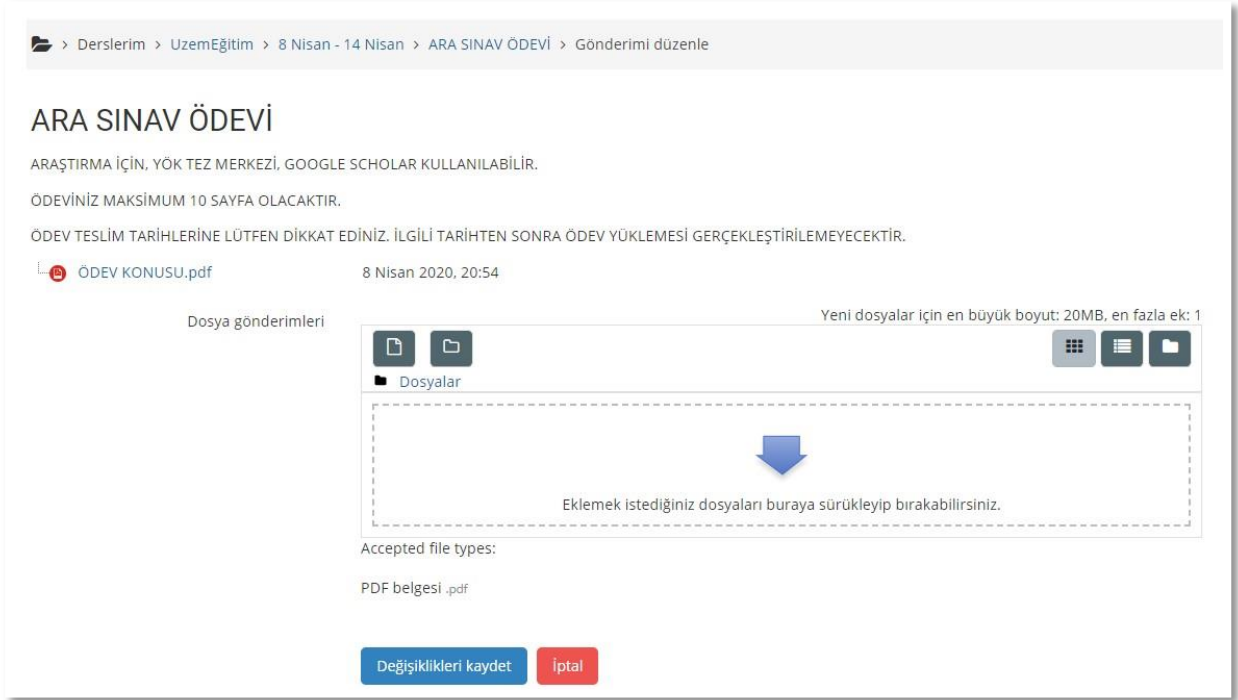 > Derslerim > UzemEğitim > 8 Nisan - 14 Nisan > ARA SINAV ÖDEVİ > Gönderimi düzenle
ARA SINAV ÖDEVİ
ARAŞTIRMA İÇİN, YÖK TEZ MERKEZİ, GOOGLE SCHOLAR KULLANILABİLİR.
ÖDEVİNİZ MAKSİMUM 10 SAYFA OLACAKTIR.
ÖDEV TESLİM TARİHLERİNE LÜTFEN DİKKAT EDİNİZ. İLGİLİ TARİHTEN SONRA ÖDEV YÜKLEMESİ GERÇEKLEŞTİRİLEMEYECEKTİR.
ÖDEV KONUSU.pdf 8 Nisan 2020, 20:54
Dosya gönderimleri
Yeni dosyalar için en büyük boyut: 20MB, en fazla ek: 1
Dosyalar
Eklemek istediğiniz dosyaları buraya sürükleyip bırakabilirsiniz.
Accepted file types:
PDF belgesi .pdf
Değişiklikleri kaydet İptal